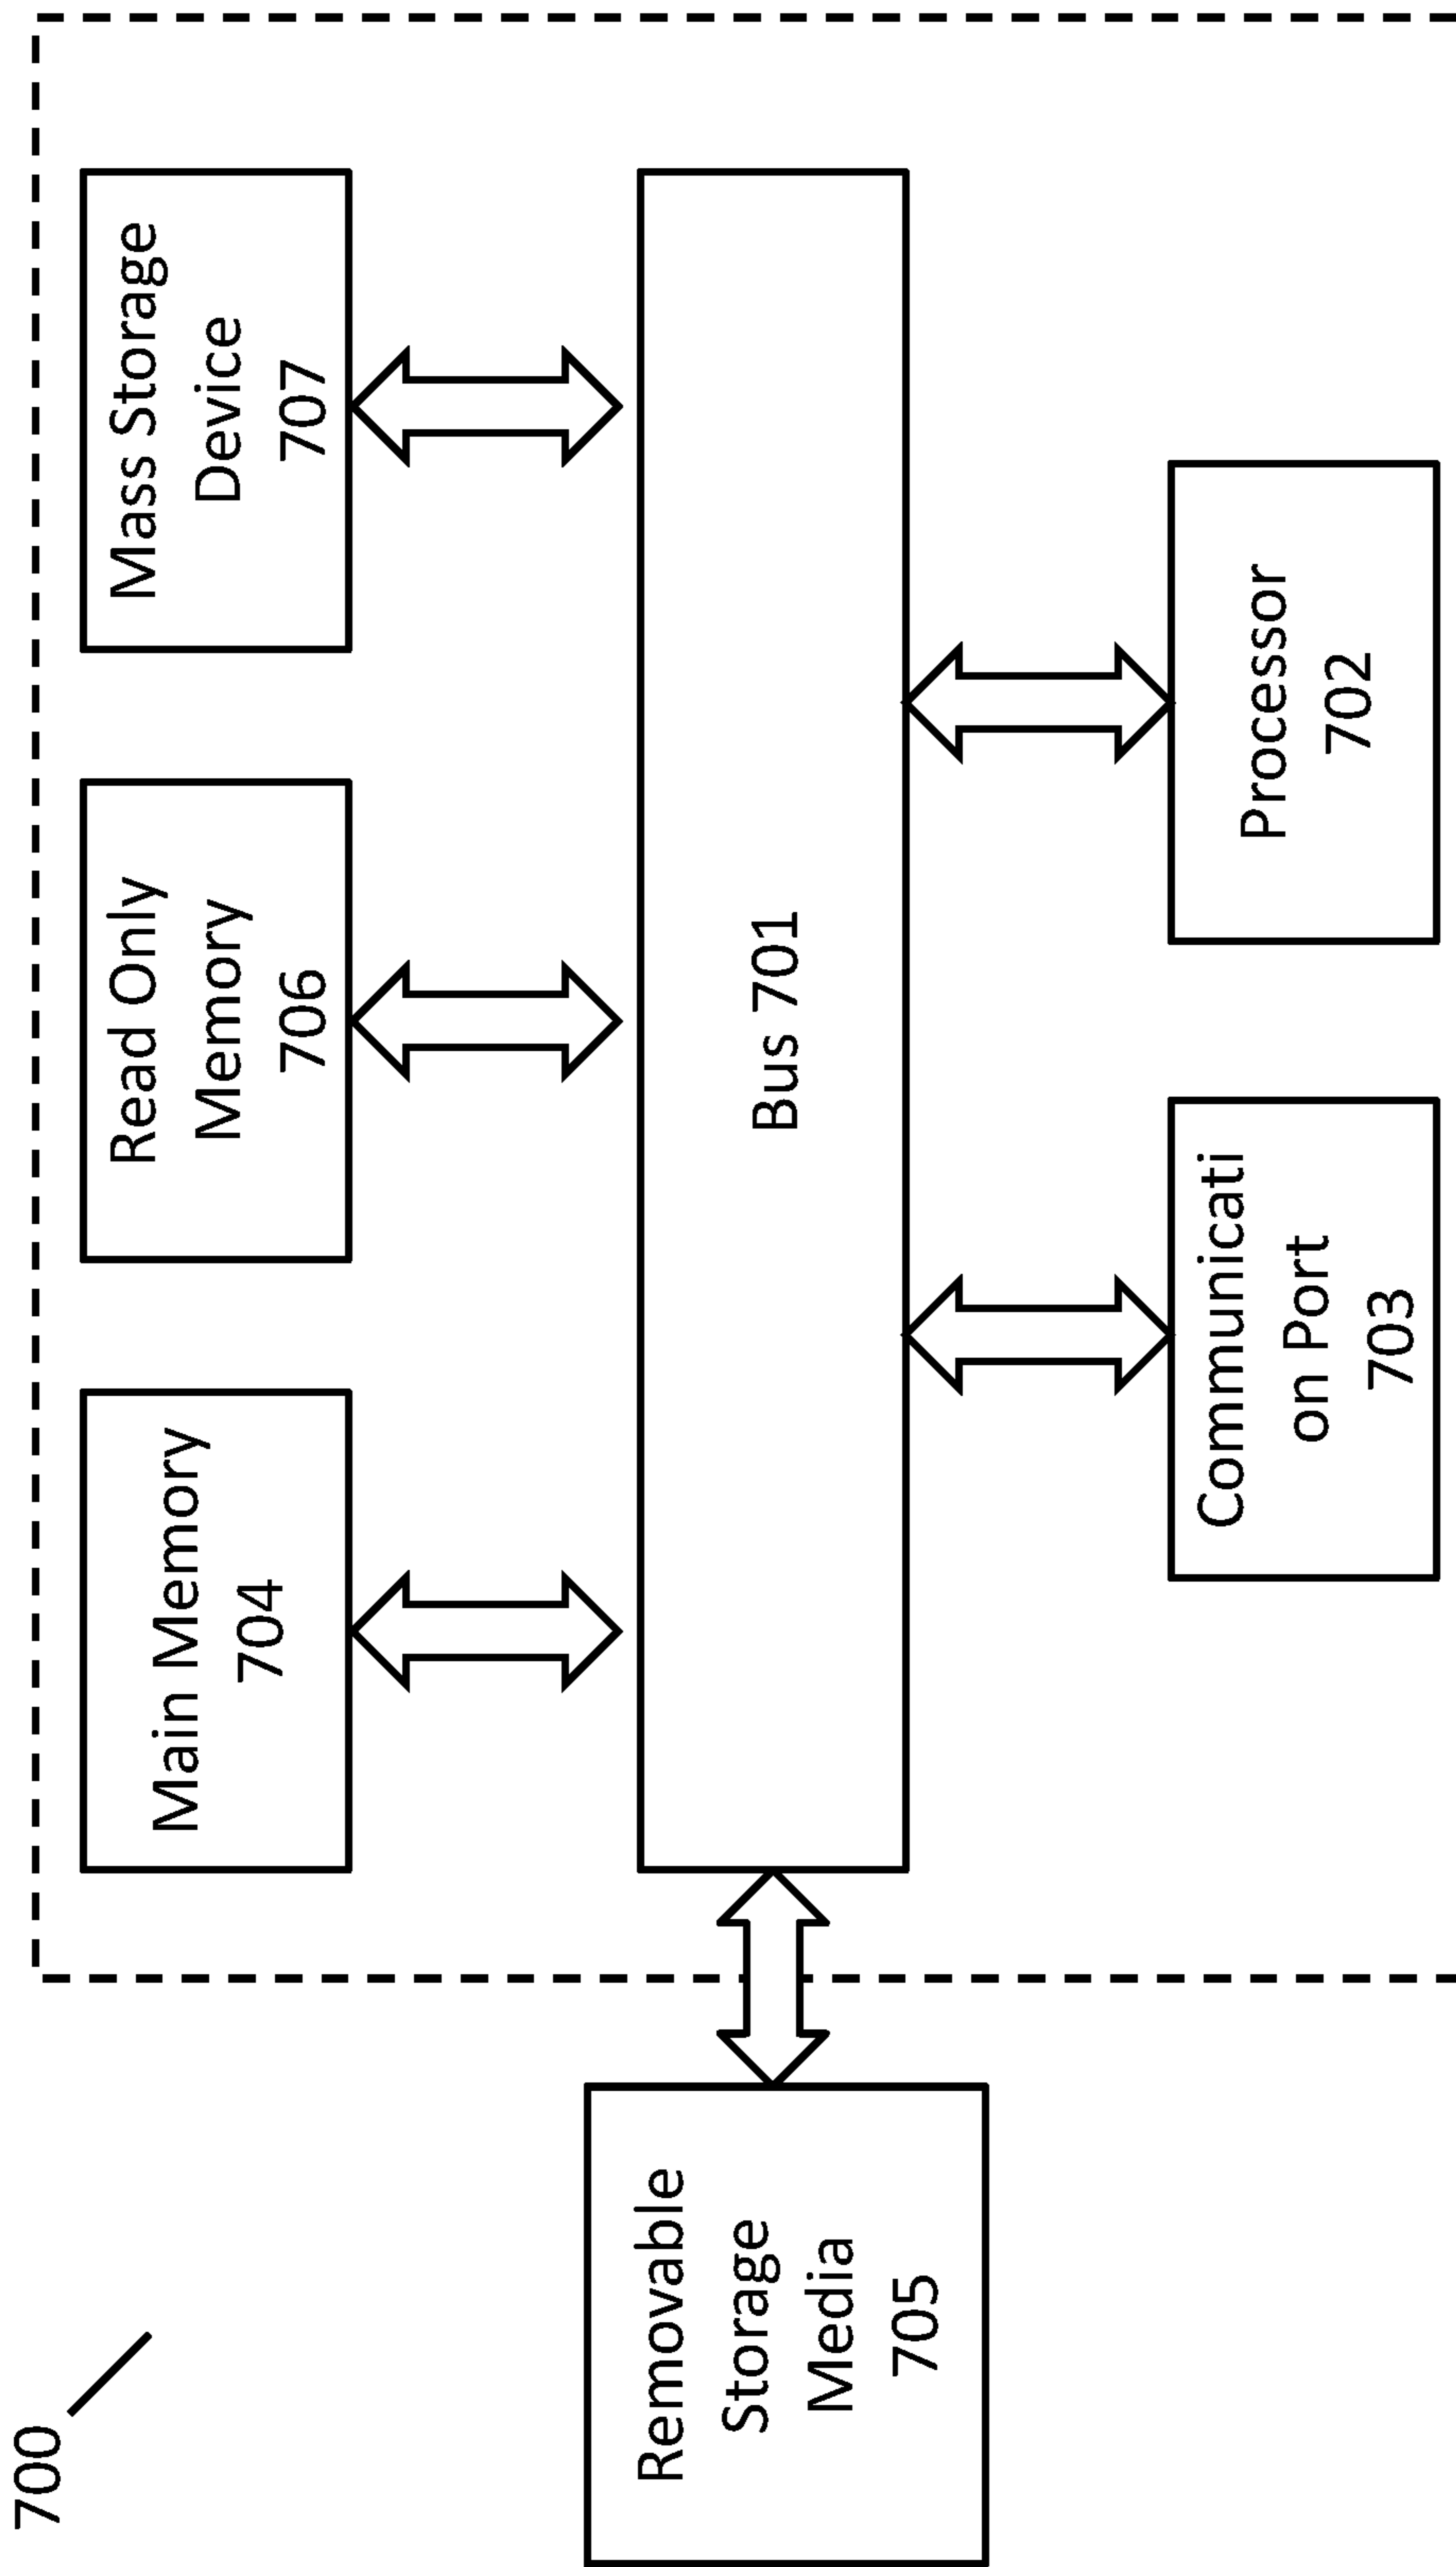 700
Main Memory
704
Read Only
Memory
706
Mass Storage
Device
707
Removable
Storage
Media
705
Bus 701
Communicati
on Port
703
Processor
702